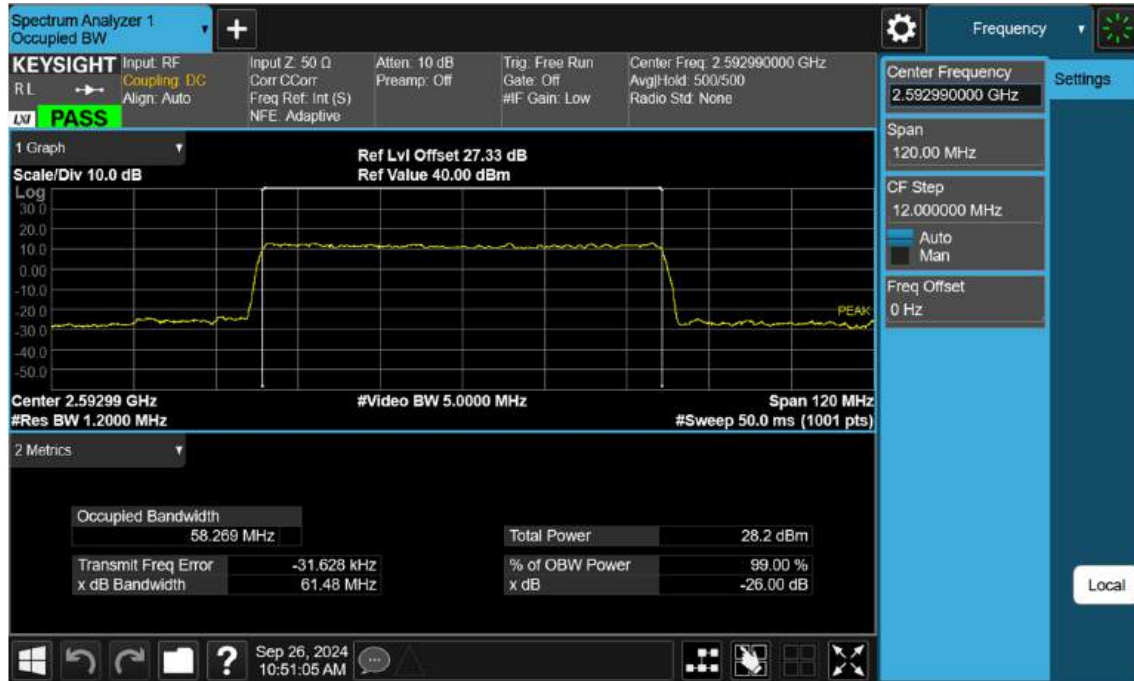 Spectrum Analyzer 1
Occupied BW
+
Frequency
KEYSIGHT
RL
LXI PASS
Input: RF
Coupling: DC
Align: Auto
Input Z: 50 Ω
Corr CCorr
Freq Ref: Int (S)
NFE: Adaptive
Atten: 10 dB
Preamp: Off
Trig: Free Run
Gate: Off
#IF Gain: Low
Center Freq: 2.592990000 GHz
Avg|Hold: 500/500
Radio Std: None
1 Graph
Scale/Div 10.0 dB
Ref Lvl Offset 27.33 dB
Ref Value 40.00 dBm
Log
30.0
20.0
10.0
0.00
-10.0
-20.0
-30.0
-40.0
-50.0
PEAK
Center 2.59299 GHz
#Video BW 5.0000 MHz
Span 120 MHz
#Res BW 1.2000 MHz
#Sweep 50.0 ms (1001 pts)
2 Metrics
Occupied Bandwidth
58.269 MHz
Transmit Freq Error -31.628 kHz
x dB Bandwidth 61.48 MHz
Total Power 28.2 dBm
% of OBW Power 99.00 %
x dB -26.00 dB
Center Frequency
2.592990000 GHz
Span
120.00 MHz
CF Step
12.000000 MHz
Auto
Man
Freq Offset
0 Hz
Settings
Local
?
Sep 26, 2024
10:51:05 AM